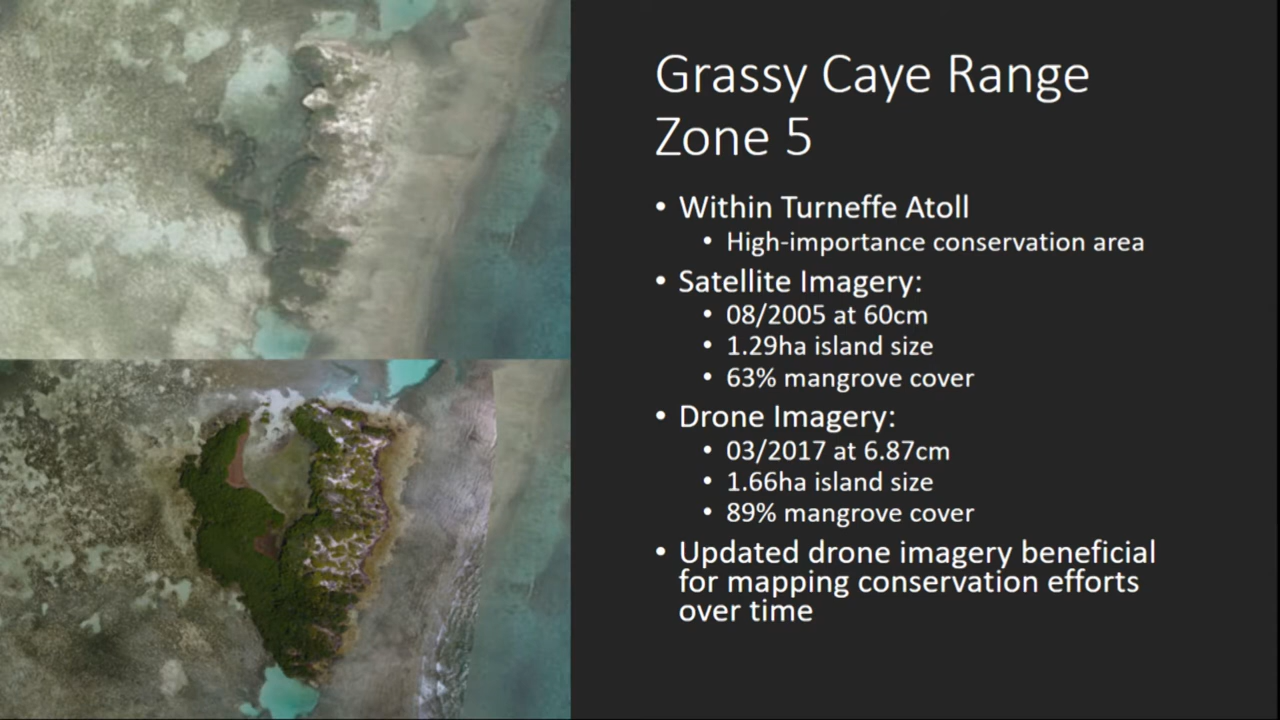 Grassy Caye Range
Zone 5
• Within Turneffe Atoll
• High-importance conservation area
• Satellite Imagery:
• 08/2005 at 60cm
• 1.29ha island size
• 63% mangrove cover
• Drone Imagery:
• 03/2017 at 6.87cm
• 1.66ha island size
• 89% mangrove cover
• Updated drone imagery beneficial
for mapping conservation efforts
over time